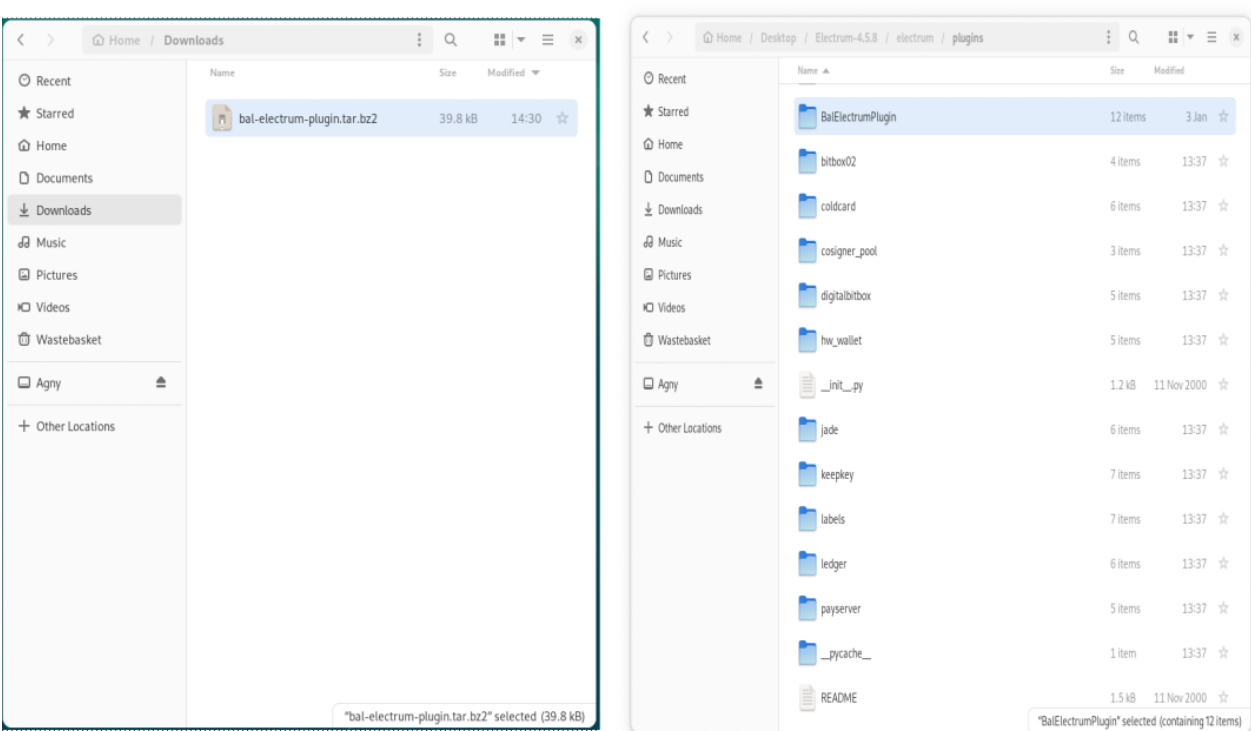 Home / Downloads
Recent
Starred
Home
Documents
Downloads
Music
Pictures
Videos
Wastebasket
Agny
Other Locations
Name Size Modified
bal-electrum-plugin.tar.bz2 39.8 kB 14:30
"bal-electrum-plugin.tar.bz2" selected (39.8 kB)
Home / Desktop / Electrum-4.5.8 / electrum / plugins
Recent
Starred
Home
Documents
Downloads
Music
Pictures
Videos
Wastebasket
Agny
Other Locations
Name Size Modified
BalElectrumPlugin 12 items 3 Jan
bitbox02 4 items 13:37
coldcard 6 items 13:37
cosigner_pool 3 items 13:37
digitalbitbox 5 items 13:37
hw_wallet 5 items 13:37
__init__.py 1.2 kB 11 Nov 2000
jade 6 items 13:37
keepkey 7 items 13:37
labels 7 items 13:37
ledger 6 items 13:37
payserver 5 items 13:37
__pycache__ 1 item 13:37
README 1.5 kB 11 Nov 2000
"BalElectrumPlugin" selected (containing 12 items)